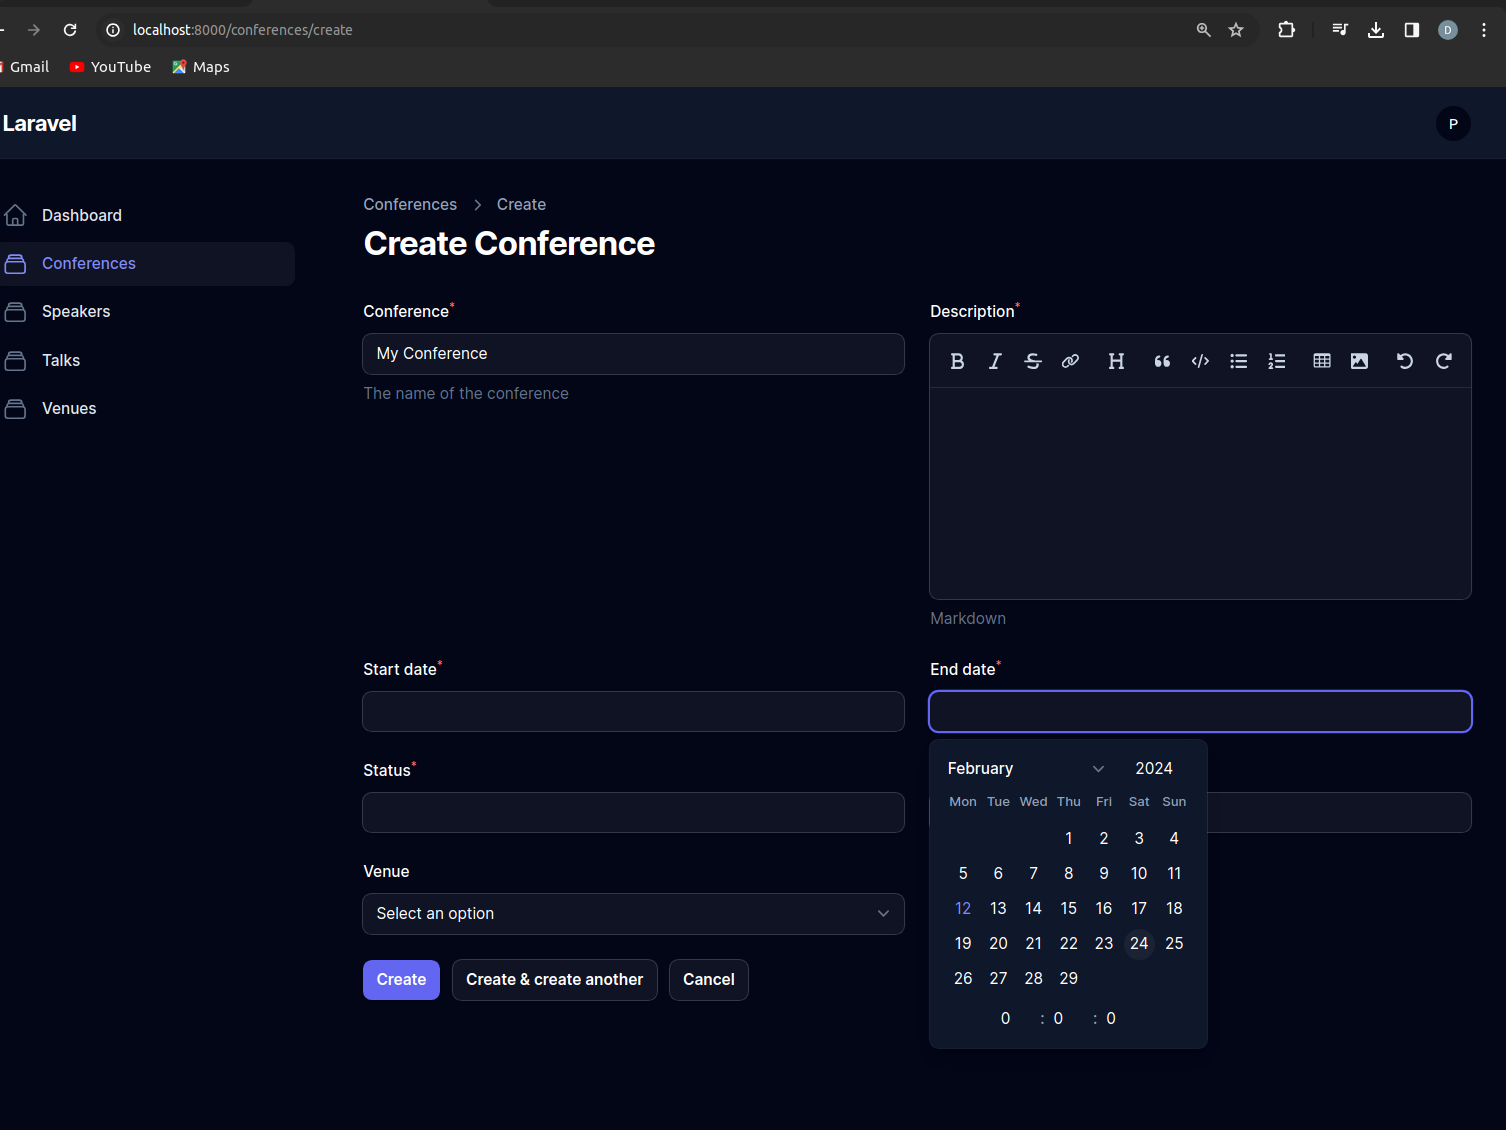 localhost:8000/conferences/create
D
Gmail YouTube Maps
Laravel
P
Dashboard
Conferences
Speakers
Talks
Venues
Conferences > Create
Create Conference
Conference*
My Conference
The name of the conference
Description*
B I S H
Markdown
Start date*
End date*
February 2024
Mon Tue Wed Thu Fri Sat Sun
1 2 3 4
5 6 7 8 9 10 11
12 13 14 15 16 17 18
19 20 21 22 23 24 25
26 27 28 29
0 : 0 : 0
Status*
Venue
Select an option
Create Create & create another Cancel